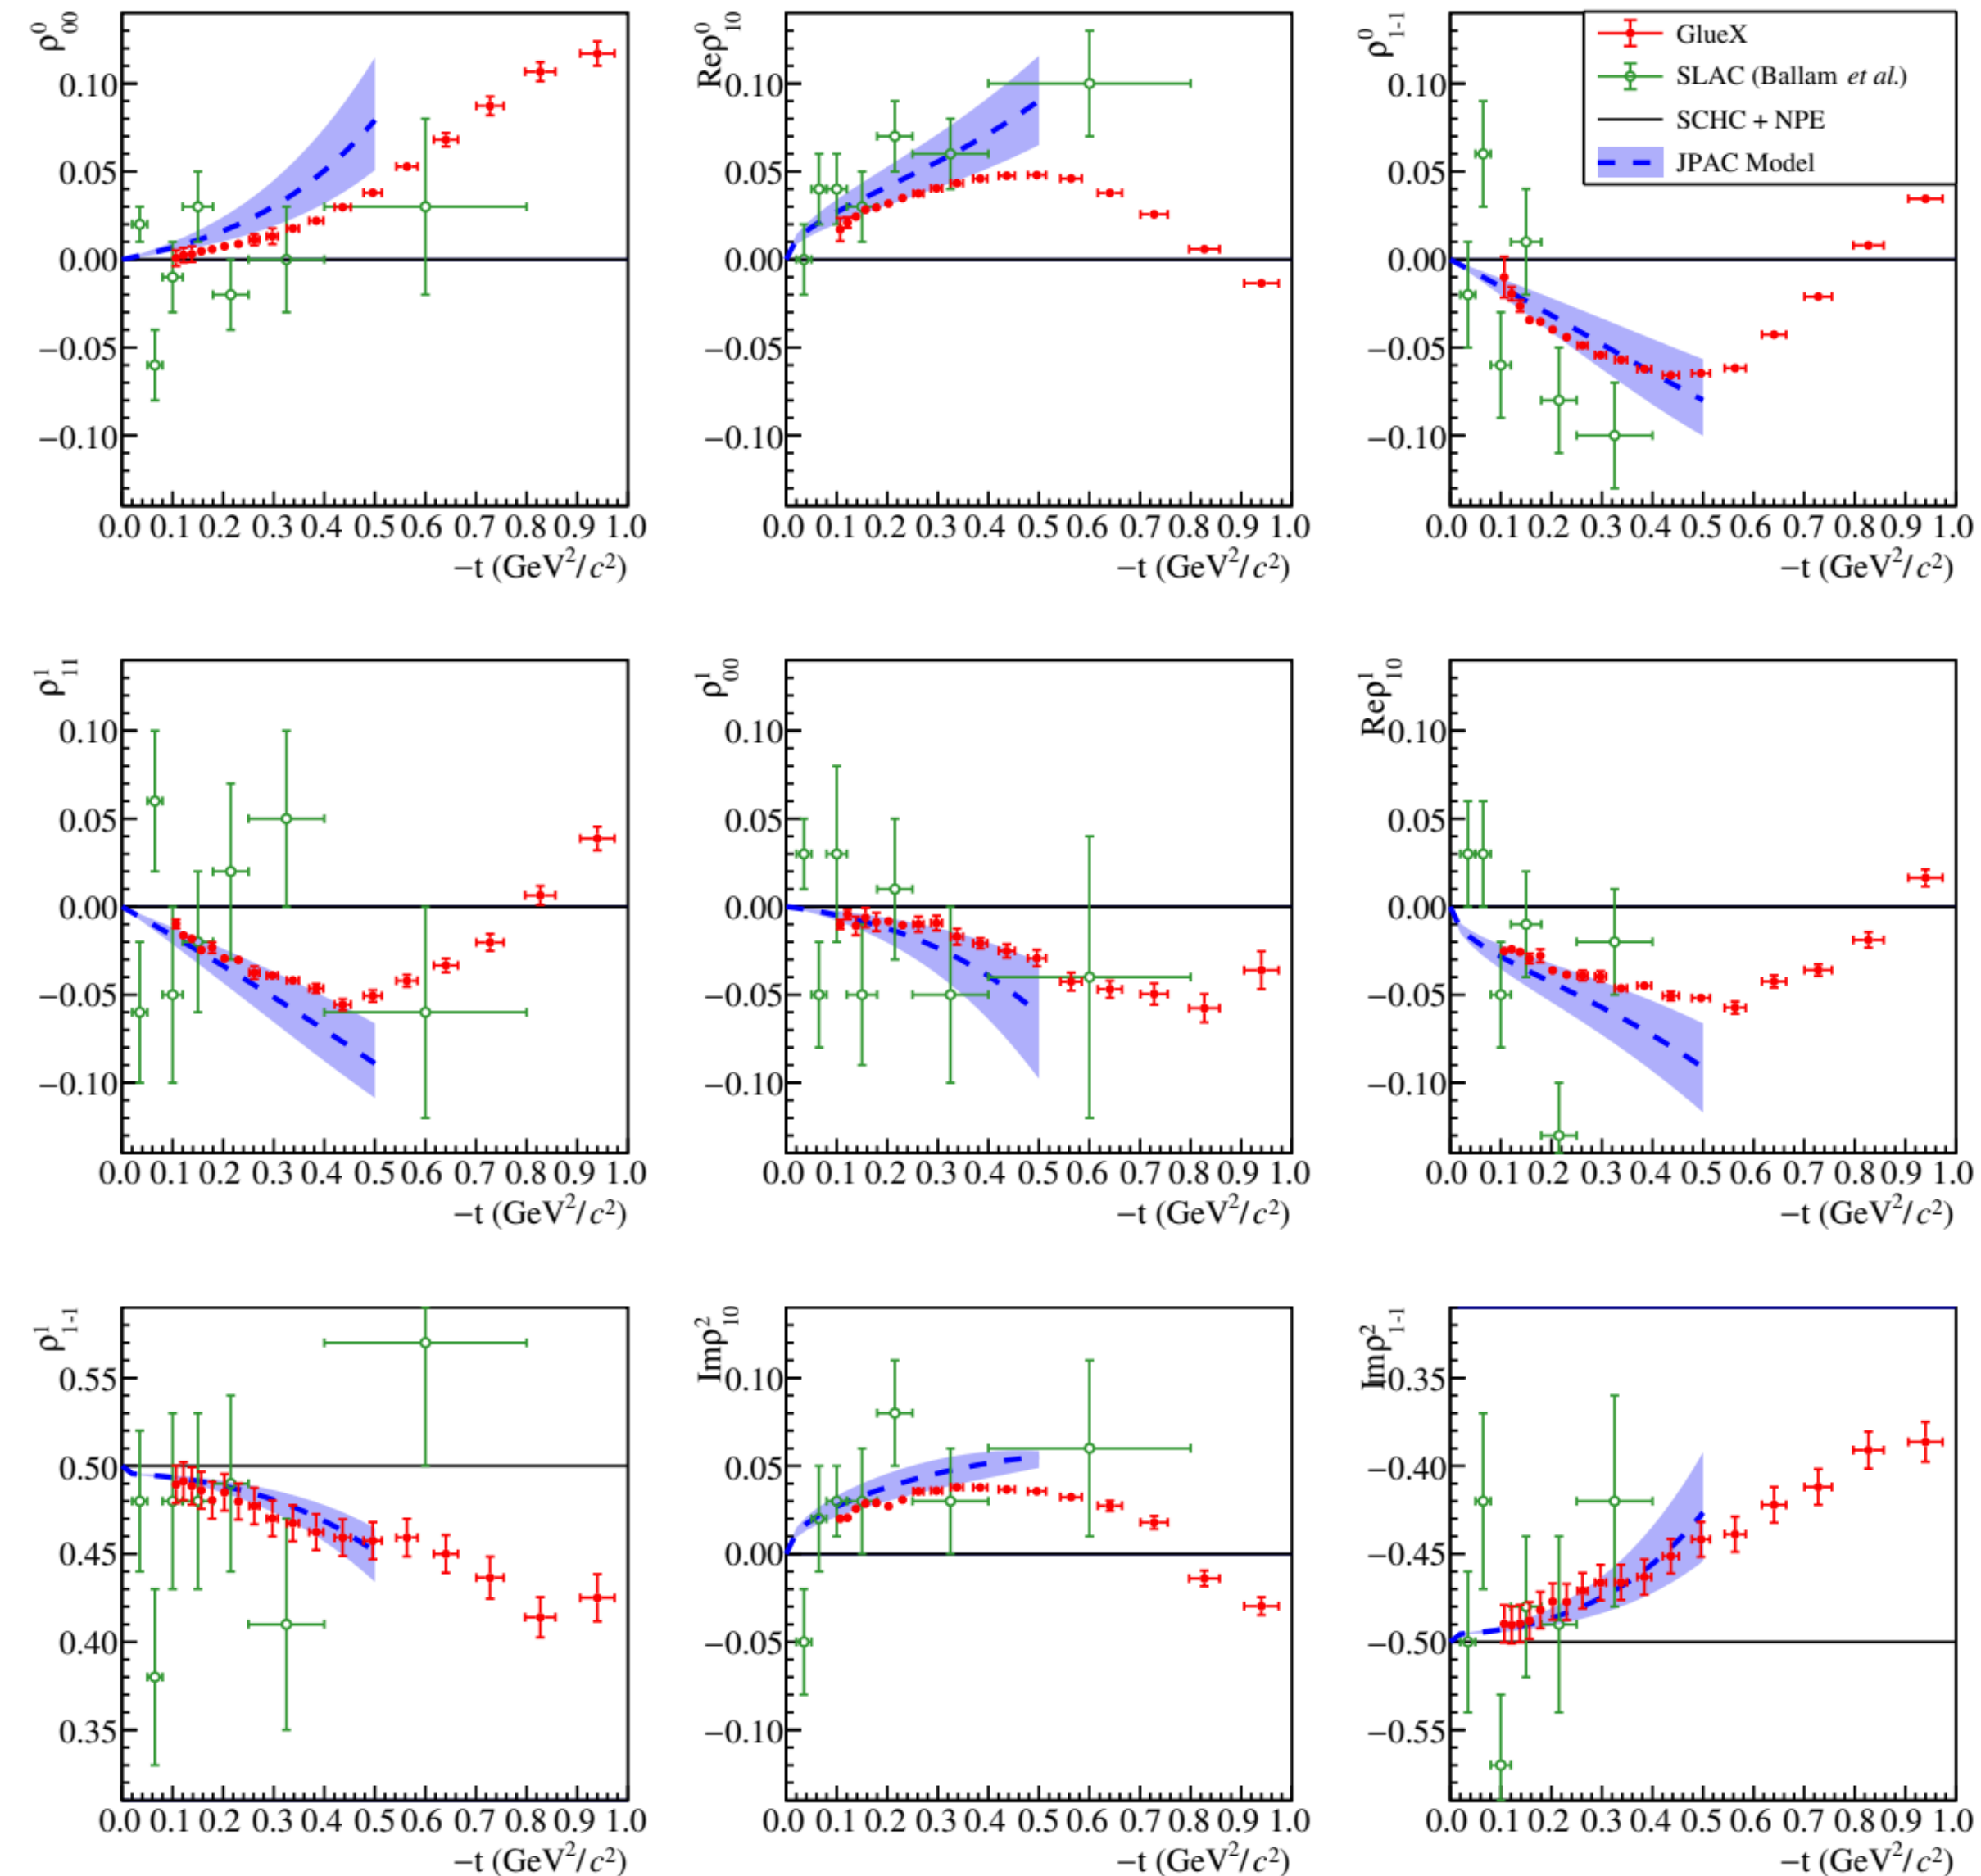 ρ⁰₀₀
0.10
0.05
0.00
−0.05
−0.10
0.0 0.1 0.2 0.3 0.4 0.5 0.6 0.7 0.8 0.9 1.0
−t (GeV²/c²)
Reρ⁰₁₀
0.10
0.05
0.00
−0.05
−0.10
0.0 0.1 0.2 0.3 0.4 0.5 0.6 0.7 0.8 0.9 1.0
−t (GeV²/c²)
ρ⁰₁₋₁
0.10
0.05
0.00
−0.05
−0.10
0.0 0.1 0.2 0.3 0.4 0.5 0.6 0.7 0.8 0.9 1.0
−t (GeV²/c²)
GlueX
SLAC (Ballam et al.)
SCHC + NPE
JPAC Model
ρ¹₁₁
0.10
0.05
0.00
−0.05
−0.10
0.0 0.1 0.2 0.3 0.4 0.5 0.6 0.7 0.8 0.9 1.0
−t (GeV²/c²)
ρ¹₀₀
0.10
0.05
0.00
−0.05
−0.10
0.0 0.1 0.2 0.3 0.4 0.5 0.6 0.7 0.8 0.9 1.0
−t (GeV²/c²)
Reρ¹₁₀
0.10
0.05
0.00
−0.05
−0.10
0.0 0.1 0.2 0.3 0.4 0.5 0.6 0.7 0.8 0.9 1.0
−t (GeV²/c²)
ρ¹₁₋₁
0.55
0.50
0.45
0.40
0.35
0.0 0.1 0.2 0.3 0.4 0.5 0.6 0.7 0.8 0.9 1.0
−t (GeV²/c²)
Imρ²₁₀
0.10
0.05
0.00
−0.05
−0.10
0.0 0.1 0.2 0.3 0.4 0.5 0.6 0.7 0.8 0.9 1.0
−t (GeV²/c²)
Imρ²₁₋₁
−0.35
−0.40
−0.45
−0.50
−0.55
0.0 0.1 0.2 0.3 0.4 0.5 0.6 0.7 0.8 0.9 1.0
−t (GeV²/c²)